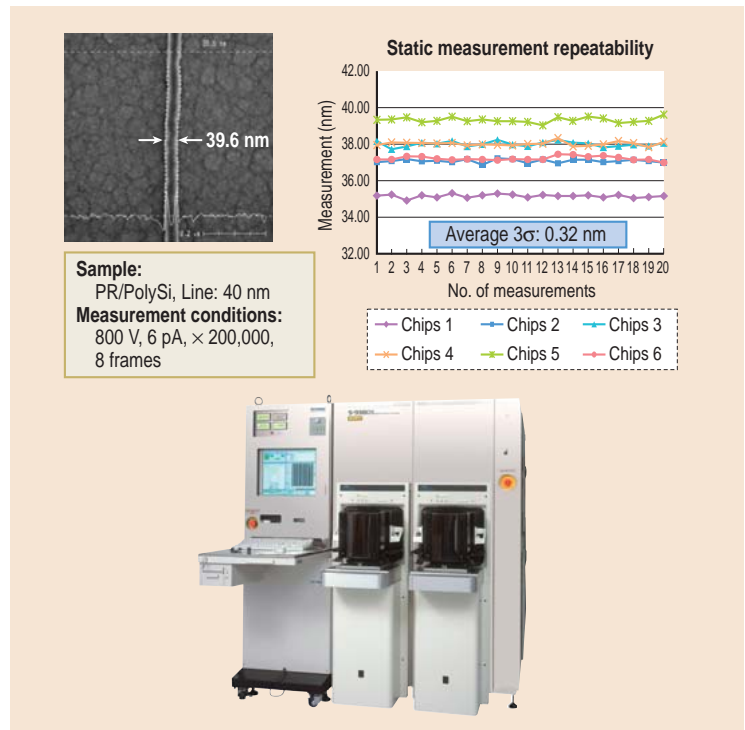 39.6 nm
Static measurement repeatability
Measurement (nm)
42.00
40.00
38.00
36.00
34.00
32.00
Average 3σ: 0.32 nm
1 2 3 4 5 6 7 8 9 10 11 12 13 14 15 16 17 18 19 20
No. of measurements
Chips 1 Chips 2 Chips 3
Chips 4 Chips 5 Chips 6
Sample:
PR/PolySi, Line: 40 nm
Measurement conditions:
800 V, 6 pA, × 200,000,
8 frames